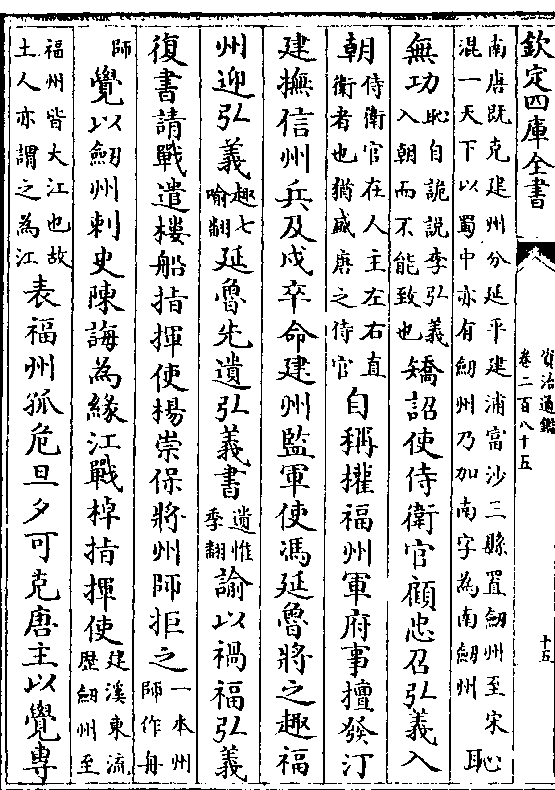 欽定四庫全書
資治通鑑
卷二百八十五
十五
南唐既克建州分延平建浦富沙三縣置劒州至宋
混一天下以蜀中亦有劒州乃加南字為南劒州
恥
無功
恥自詭說李弘義
入朝而不能致也
矯詔使侍衛官顧忠召弘義入
朝
侍衛官在人主左右直
衛者也猶盛唐之侍官
自稱權福州軍府事擅發汀
建撫信州兵及戍卒命建州監軍使馮延魯將之趣福
州迎弘義
趣七
喻翻
延魯先遺弘義書
遺惟
季翻
諭以禍福弘義
復書請戰遣樓船指揮使楊崇保將州師拒之
一本州
師作舟
師
覺以劒州刺史陳誨為緣江戰棹指揮使
建溪東流
歷劒州至
福州皆大江也故
土人亦謂之為江
表福州孤危旦夕可克唐主以覺專